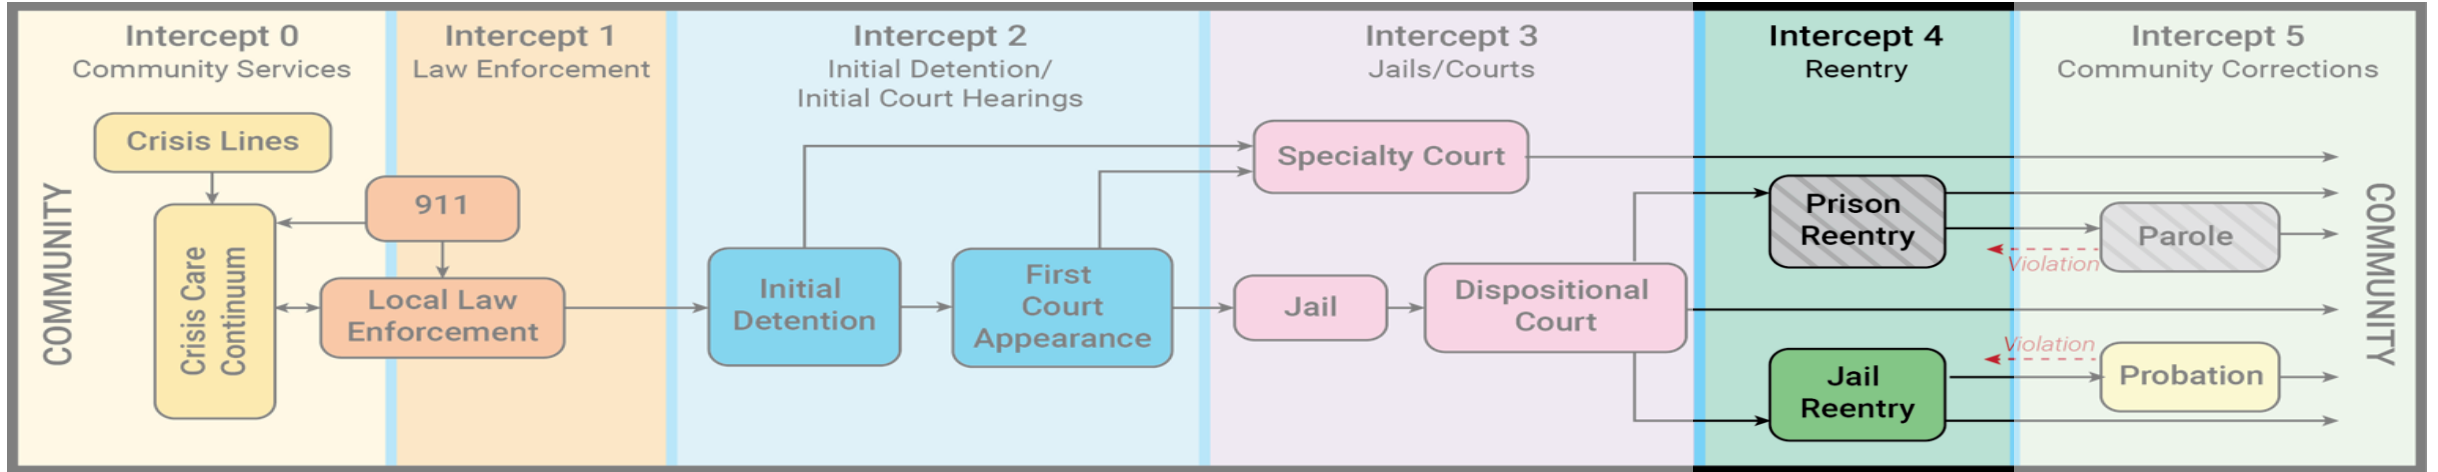 Intercept 0
Community Services
Intercept 1
Law Enforcement
Intercept 2
Initial Detention/
Initial Court Hearings
Intercept 3
Jails/Courts
Intercept 4
Reentry
Intercept 5
Community Corrections
COMMUNITY
Crisis Lines
Crisis Care
Continuum
911
Local Law
Enforcement
Initial
Detention
First
Court
Appearance
Specialty Court
Jail
Dispositional
Court
Prison
Reentry
Jail
Reentry
Violation
Parole
Violation
Probation
COMMUNITY